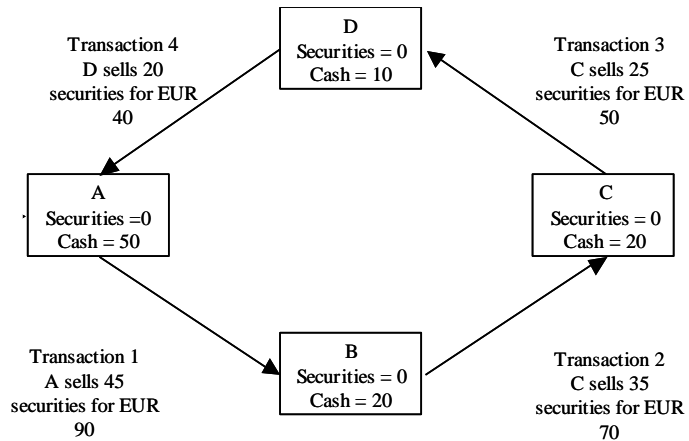 Transaction 4
D sells 20
securities for EUR
40
D
Securities = 0
Cash = 10
Transaction 3
C sells 25
securities for EUR
50
A
Securities =0
Cash = 50
C
Securities = 0
Cash = 20
Transaction 1
A sells 45
securities for EUR
90
B
Securities = 0
Cash = 20
Transaction 2
C sells 35
securities for EUR
70